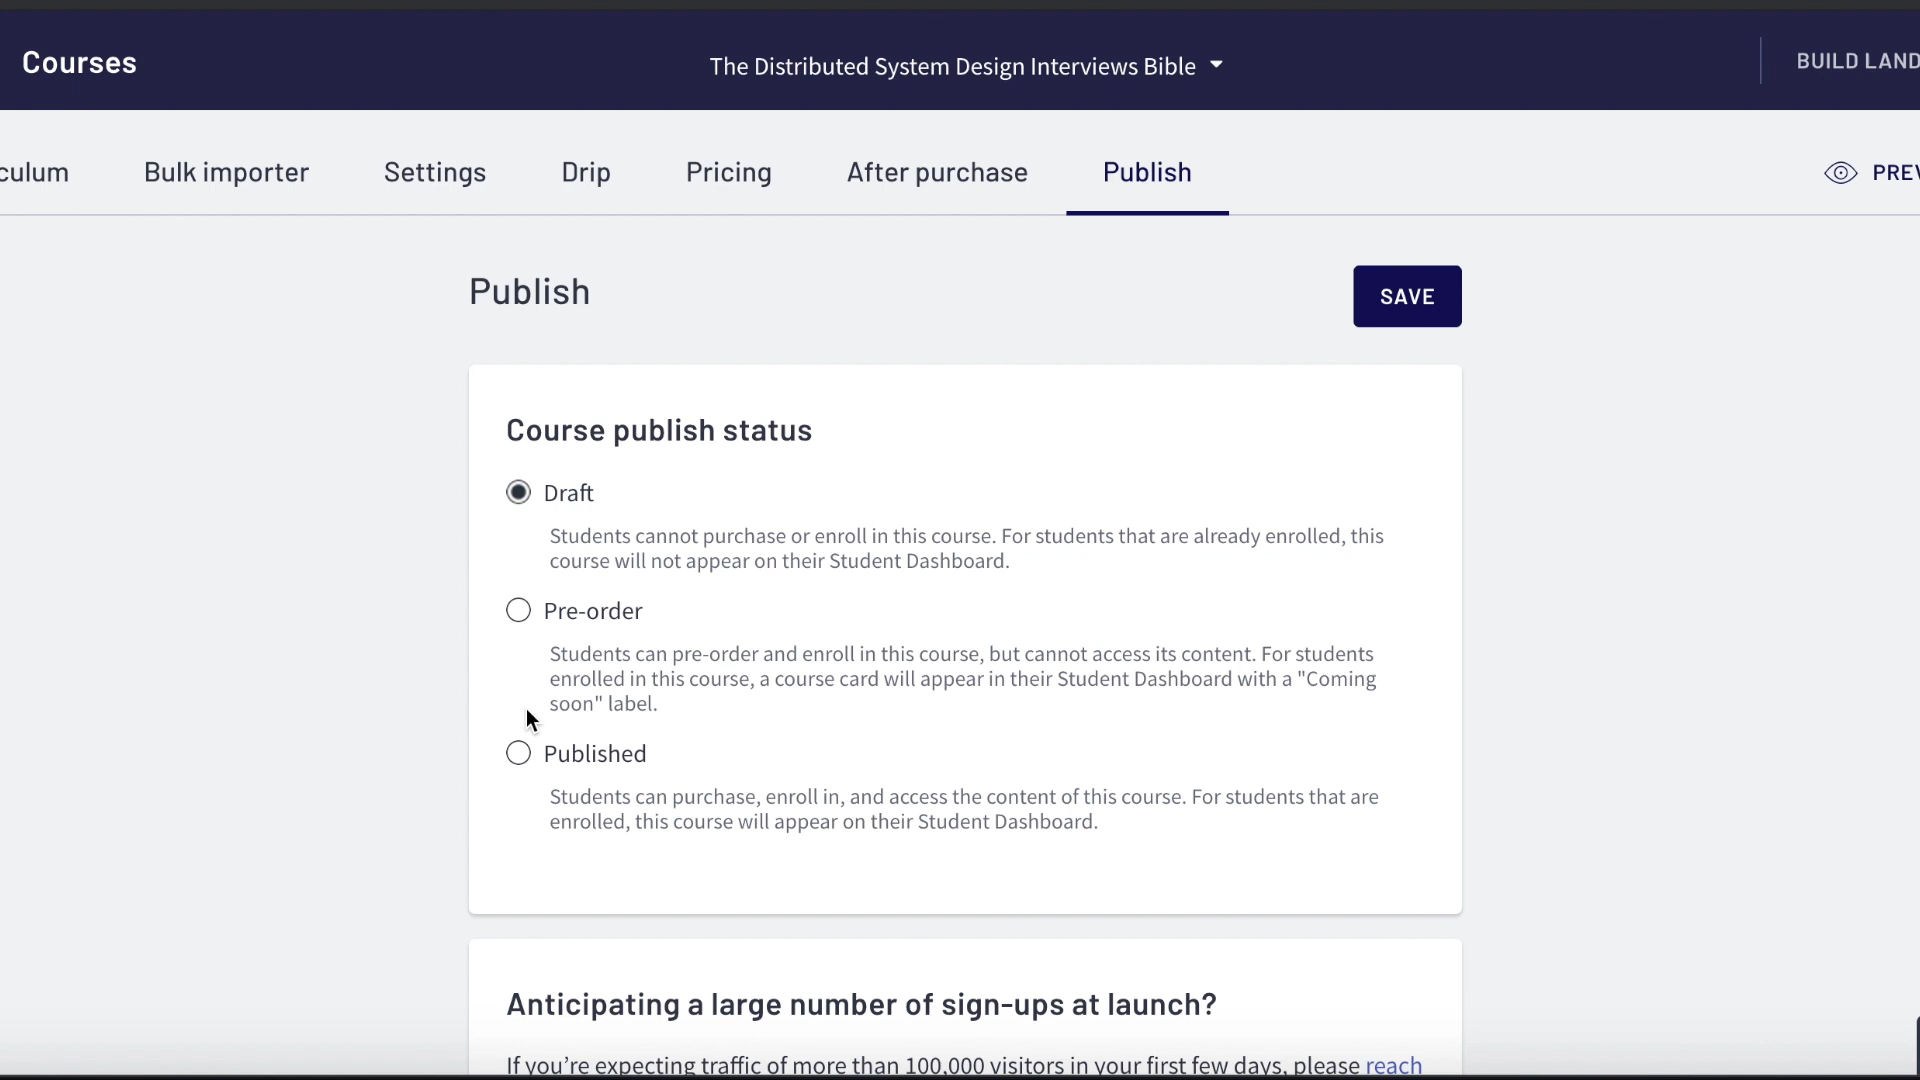 Courses
The Distributed System Design Interviews Bible
BUILD LAND
culum
Bulk importer
Settings
Drip
Pricing
After purchase
Publish
PREV
Publish
SAVE
Course publish status
Draft
Students cannot purchase or enroll in this course. For students that are already enrolled, this
course will not appear on their Student Dashboard.
Pre-order
Students can pre-order and enroll in this course, but cannot access its content. For students
enrolled in this course, a course card will appear in their Student Dashboard with a "Coming
soon" label.
Published
Students can purchase, enroll in, and access the content of this course. For students that are
enrolled, this course will appear on their Student Dashboard.
Anticipating a large number of sign-ups at launch?
If you’re expecting traffic of more than 100,000 visitors in your first few days, please reach